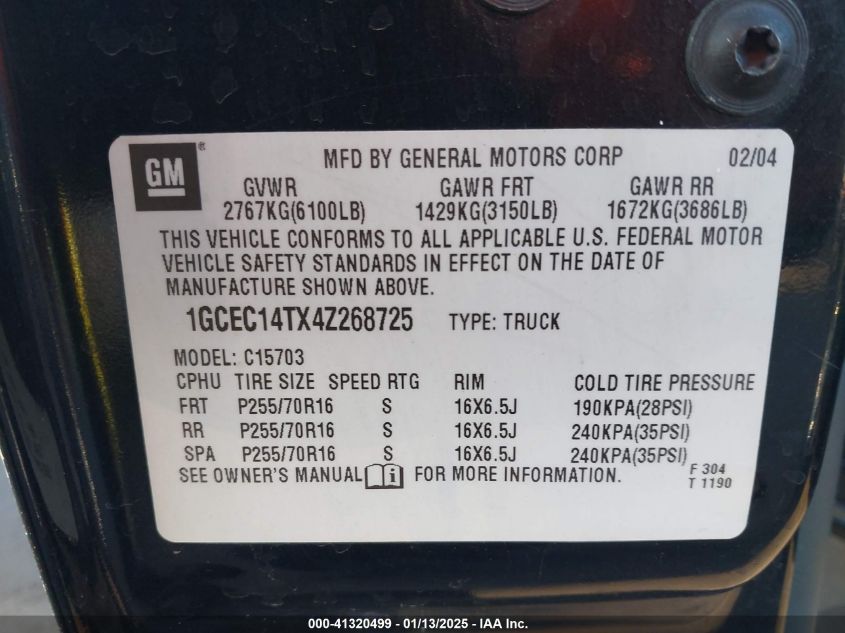 GM ® MFD BY GENERAL MOTORS CORP 02/04
GVWR GAWR FRT GAWR RR
2767KG(6100LB) 1429KG(3150LB) 1672KG(3686LB)
THIS VEHICLE CONFORMS TO ALL APPLICABLE U.S. FEDERAL MOTOR
VEHICLE SAFETY STANDARDS IN EFFECT ON THE DATE OF
MANUFACTURE SHOWN ABOVE.
1GCEC14TX4Z268725 TYPE: TRUCK
MODEL: C15703
CPHU TIRE SIZE SPEED RTG RIM COLD TIRE PRESSURE
FRT P255/70R16 S 16X6.5J 190KPA(28PSI)
RR P255/70R16 S 16X6.5J 240KPA(35PSI)
SPA P255/70R16 S 16X6.5J 240KPA(35PSI)
SEE OWNER'S MANUAL i FOR MORE INFORMATION.
F 304
T 1190
000-41320499 — 01/13/2025 — IAA Inc.